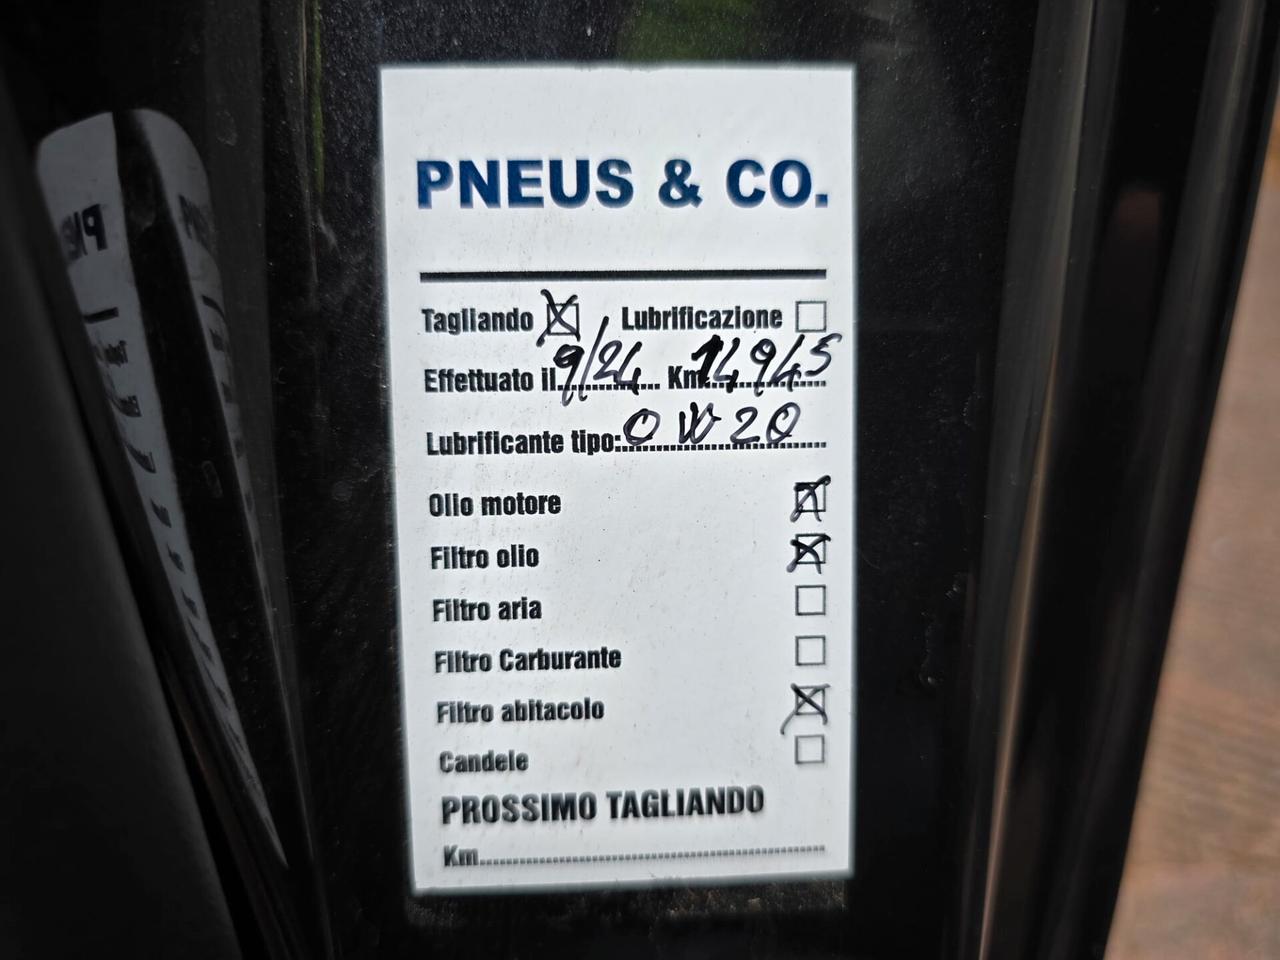 PNEUS & CO.
Tagliando Lubrificazione
Effettuato il 9/24 Km 14945
Lubrificante tipo: 0W20
Olio motore
Filtro olio
Filtro aria
Filtro Carburante
Filtro abitacolo
Candele
PROSSIMO TAGLIANDO
Km